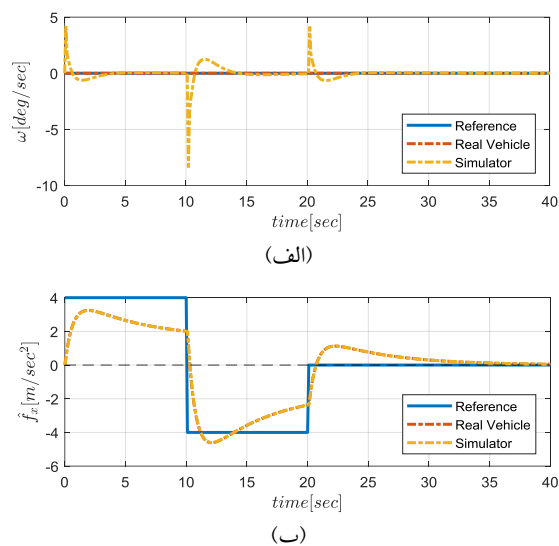 5
0
-5
-10
ω[deg/sec]
Reference
Real Vehicle
Simulator
0 5 10 15 20 25 30 35 40
time[sec]
(الف)
4
2
0
-2
-4
-6
f̂x[m/sec²]
Reference
Real Vehicle
Simulator
0 5 10 15 20 25 30 35 40
time[sec]
(ب)